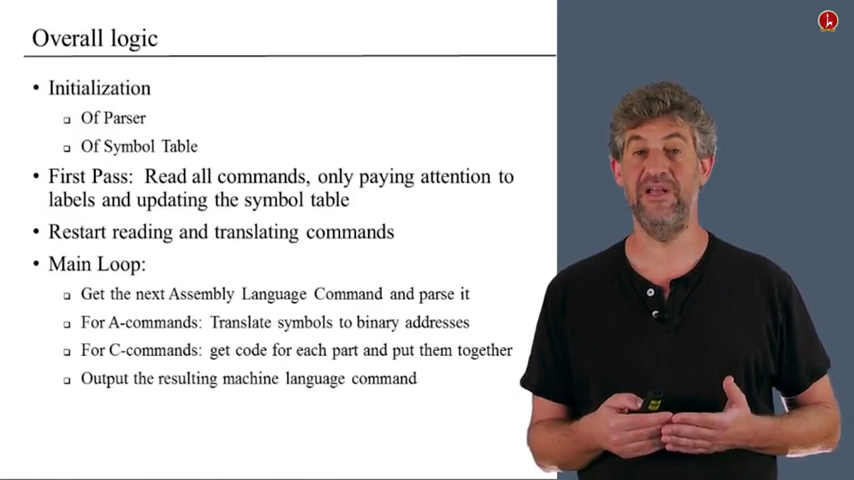 Overall logic
• Initialization
❑ Of Parser
❑ Of Symbol Table
• First Pass: Read all commands, only paying attention to
labels and updating the symbol table
• Restart reading and translating commands
• Main Loop:
❑ Get the next Assembly Language Command and parse it
❑ For A-commands: Translate symbols to binary addresses
❑ For C-commands: get code for each part and put them together
❑ Output the resulting machine language command